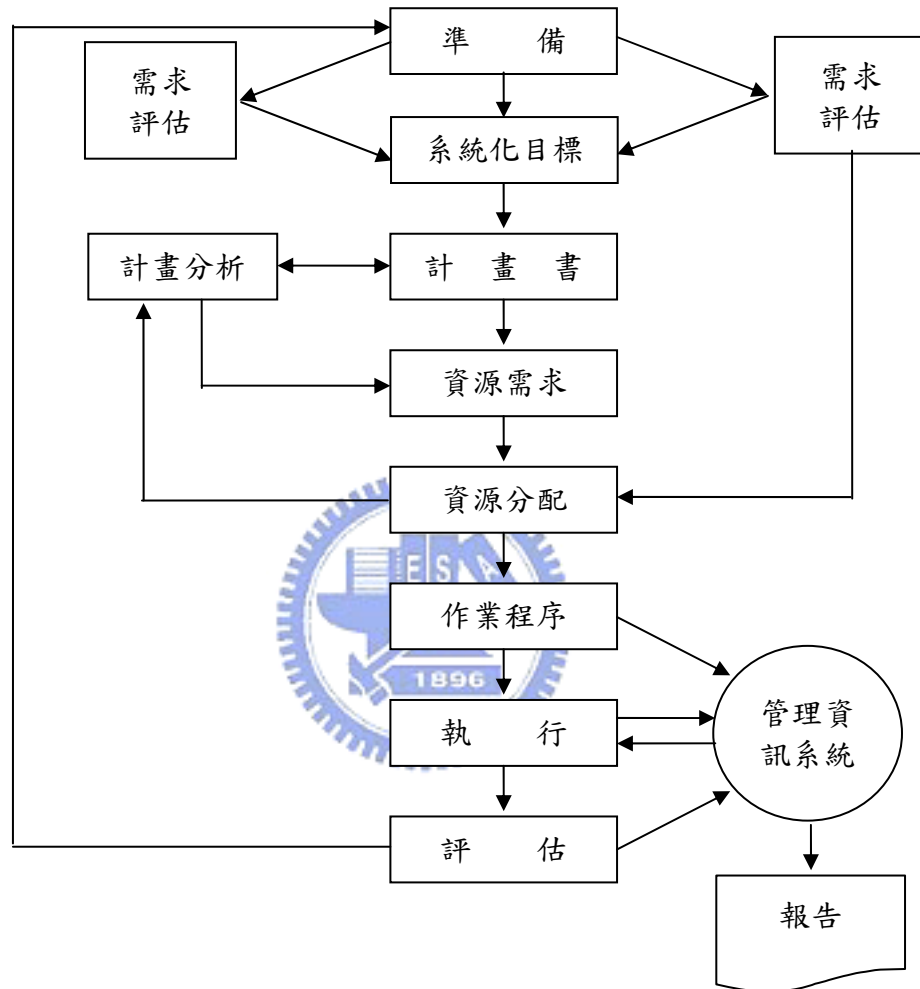 準 備
需求
評估
需求
評估
系統化目標
計畫分析
計 畫 書
資源需求
資源分配
E S A
作業程序
1896
執 行
管理資
訊系統
評 估
報告